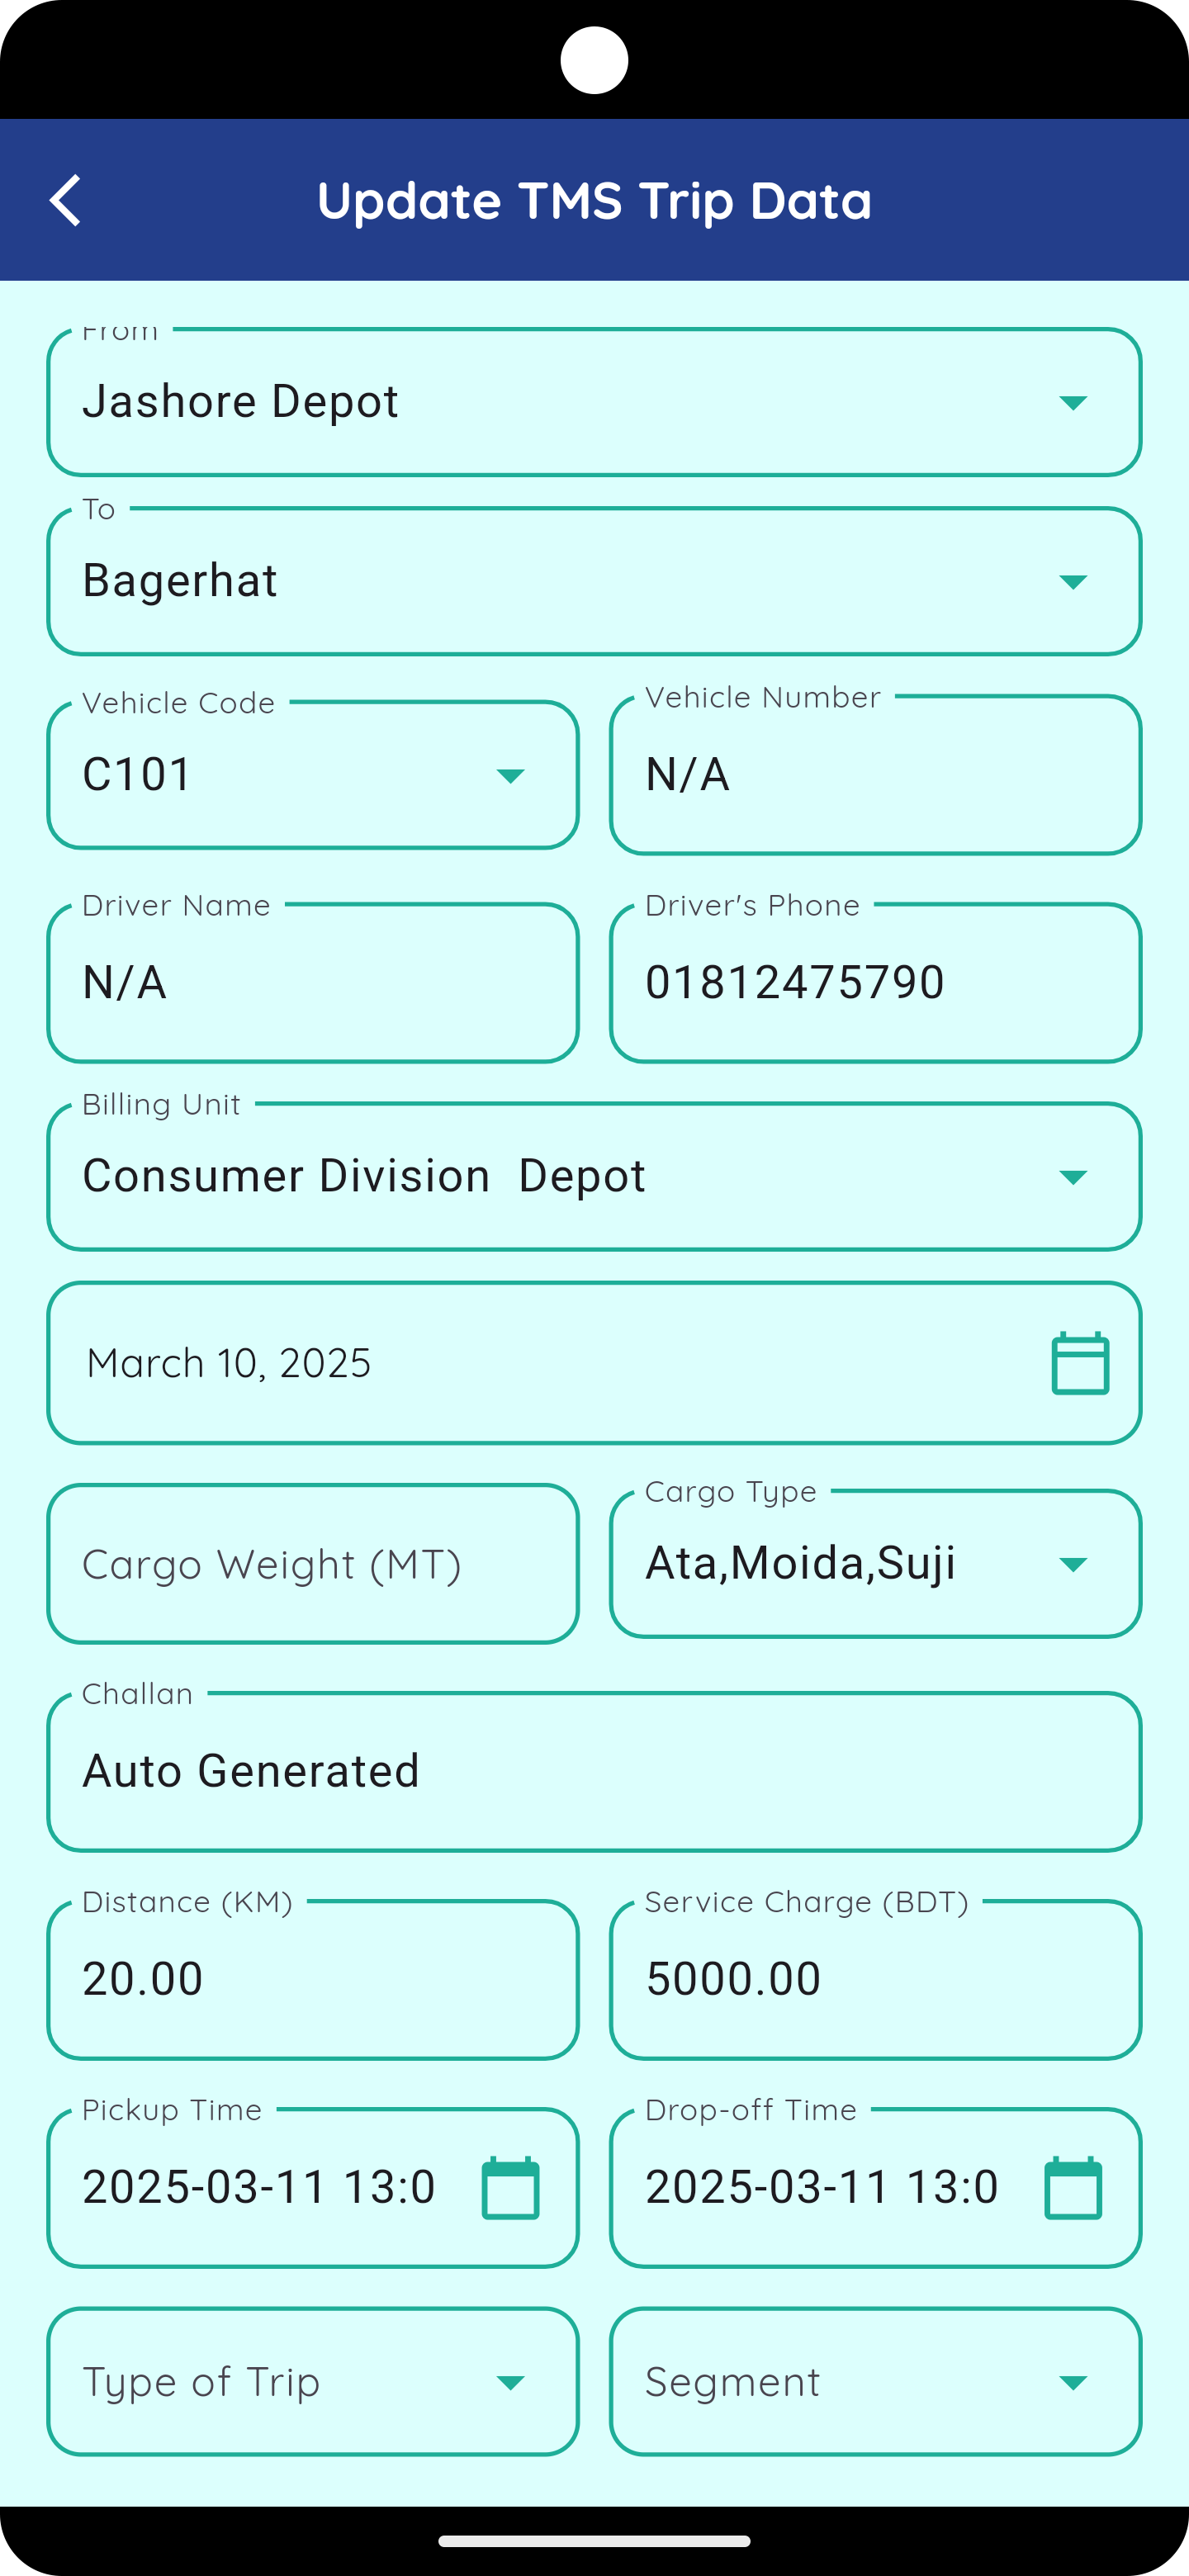 Update TMS Trip Data
From
Jashore Depot
To
Bagerhat
Vehicle Code
C101
Vehicle Number
N/A
Driver Name
N/A
Driver's Phone
01812475790
Billing Unit
Consumer Division  Depot
March 10, 2025
Cargo Weight (MT)
Cargo Type
Ata,Moida,Suji
Challan
Auto Generated
Distance (KM)
20.00
Service Charge (BDT)
5000.00
Pickup Time
2025-03-11 13:0
Drop-off Time
2025-03-11 13:0
Type of Trip
Segment